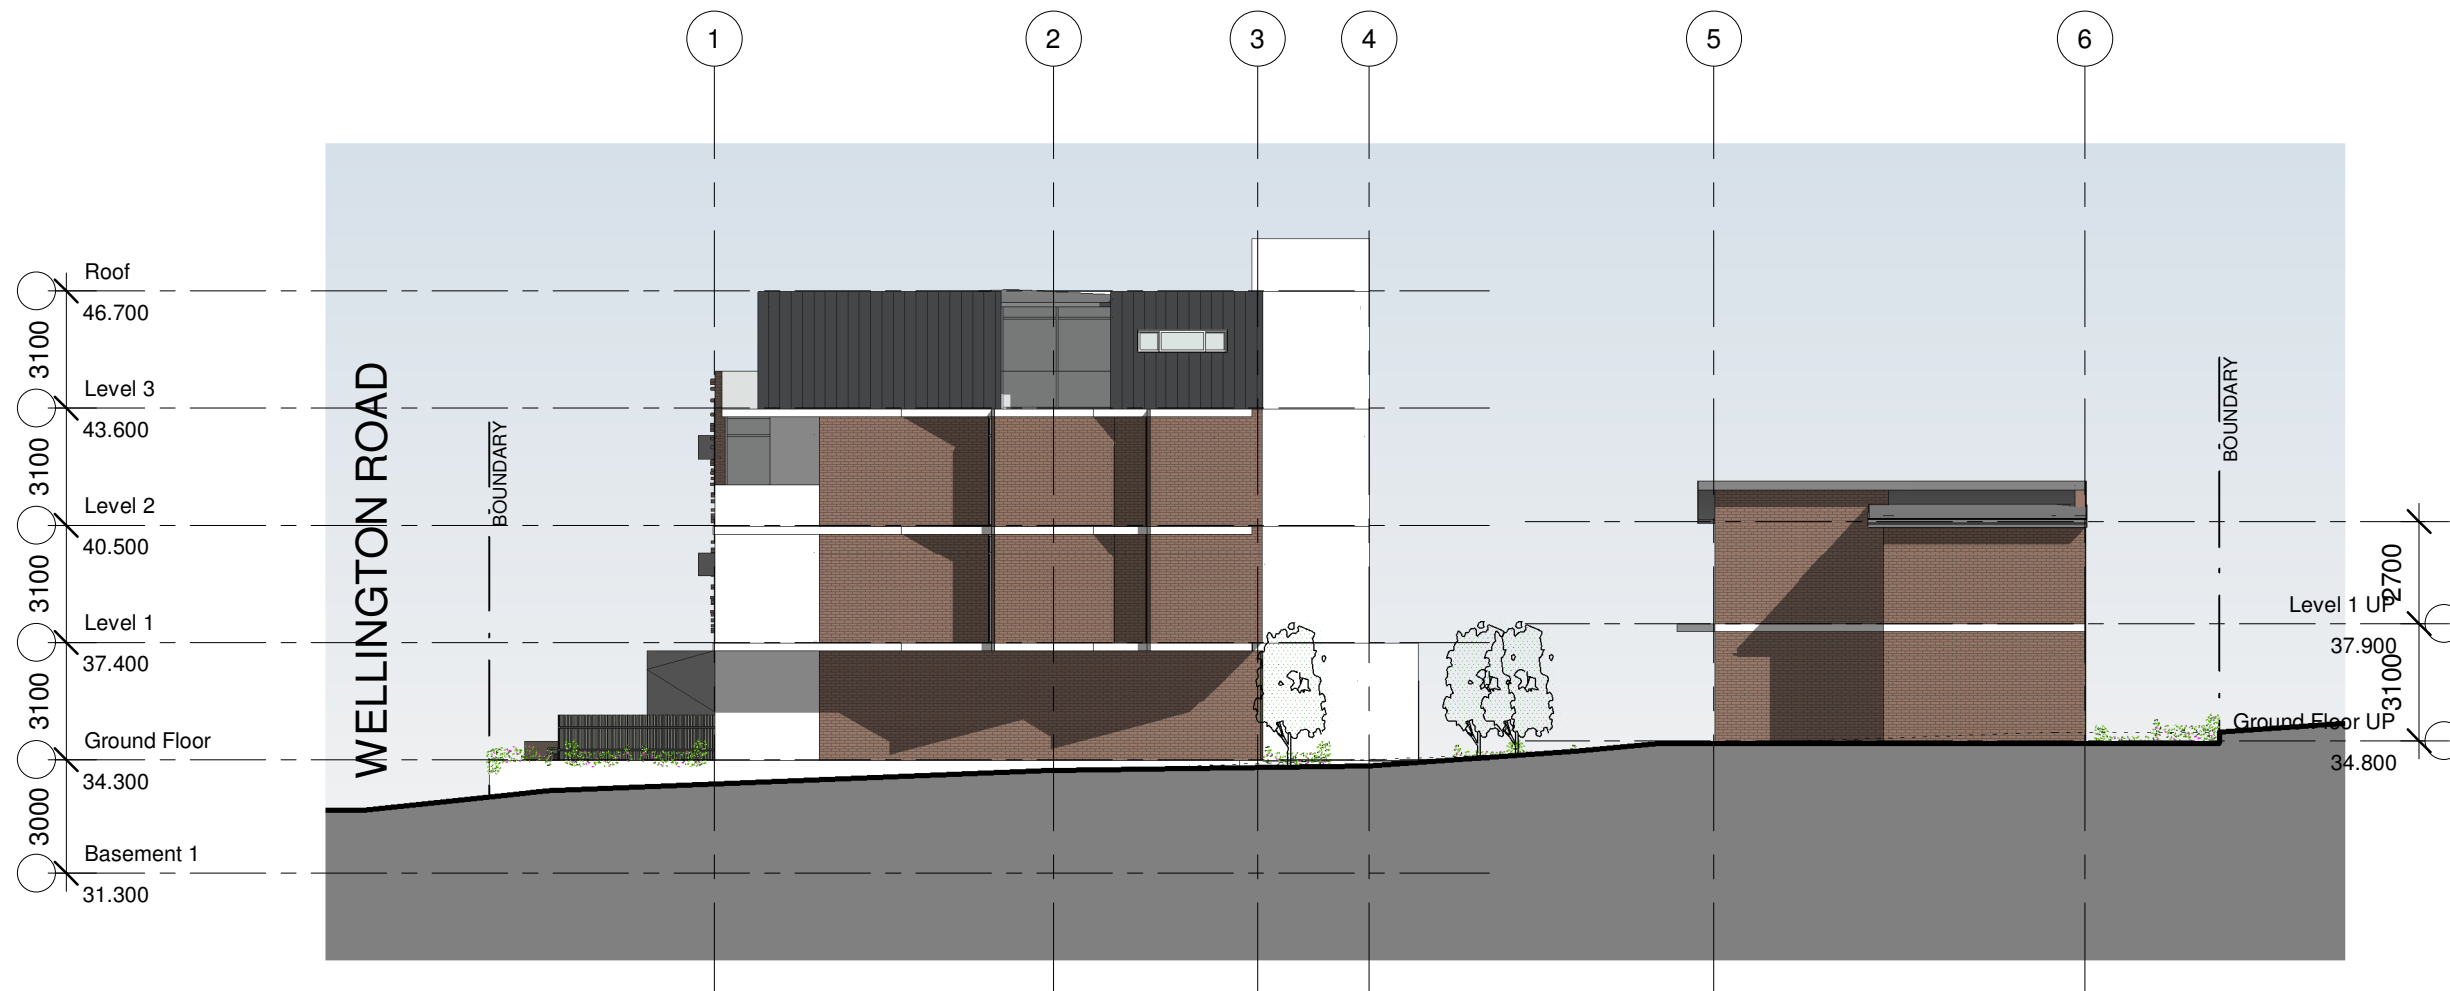 1
2
3
4
5
6
Roof
46.700
3100
Level 3
43.600
3100
Level 2
40.500
3100
Level 1
37.400
3100
Ground Floor
34.300
3000
Basement 1
31.300
WELLINGTON ROAD
BOUNDARY
BOUNDARY
2700
Level 1 UP
37.900
3100
Ground Floor UP
34.800